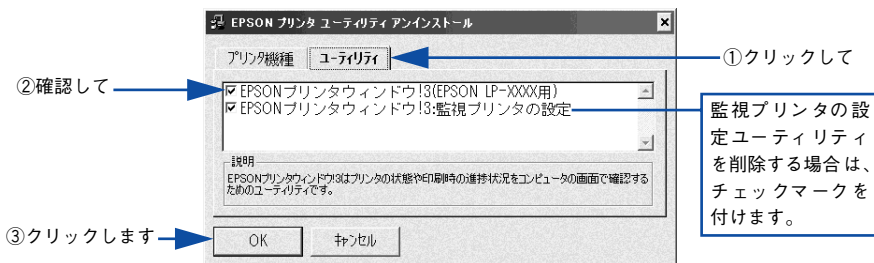 EPSON プリンタ ユーティリティ アンインストール
プリンタ機種
ユーティリティ
①クリックして
②確認して
EPSONプリンタウィンドウ!3(EPSON LP-XXXX用)
EPSONプリンタウィンドウ!3:監視プリンタの設定
監視プリンタの設
定ユーティリティ
を削除する場合は、
チェックマークを
付けます。
説明
EPSONプリンタウィンドウ!3はプリンタの状態や印刷時の進捗状況をコンピュータの画面で確認する
ためのユーティリティです。
③クリックします
OK
キャンセル